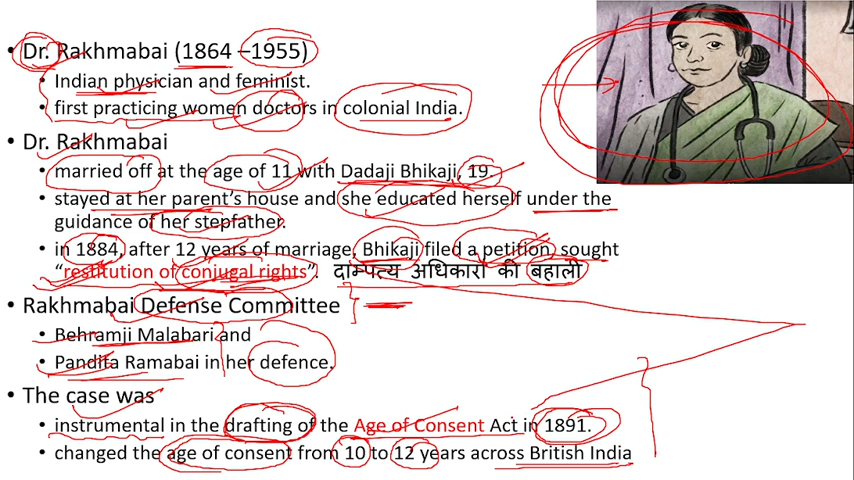 • Dr. Rakhmabai (1864 –1955)
• Indian physician and feminist.
• first practicing women doctors in colonial India.
• Dr. Rakhmabai
• married off at the age of 11 with Dadaji Bhikaji, 19.
• stayed at her parent's house and she educated herself under the
guidance of her stepfather.
• in 1884, after 12 years of marriage, Bhikaji filed a petition, sought
"restitution of conjugal rights". दाम्पत्य अधिकारों की बहाली
• Rakhmabai Defense Committee
• Behramji Malabari and
• Pandita Ramabai in her defence.
• The case was
• instrumental in the drafting of the Age of Consent Act in 1891.
• changed the age of consent from 10 to 12 years across British India